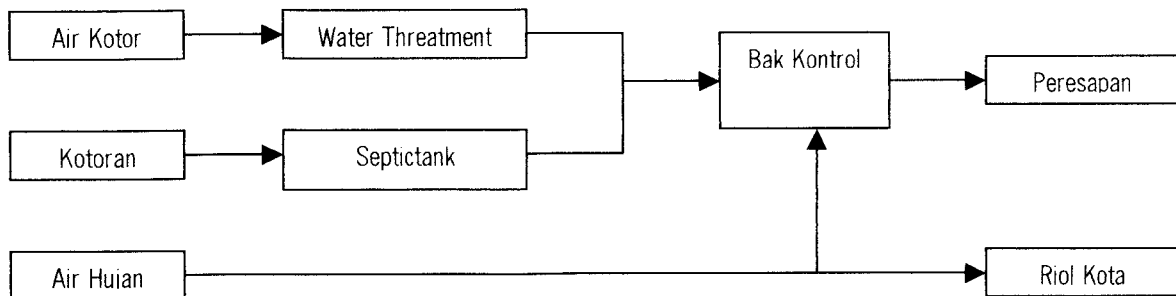 Air Kotor
Water Threatment
Bak Kontrol
Peresapan
Kotoran
Septictank
Air Hujan
Riol Kota